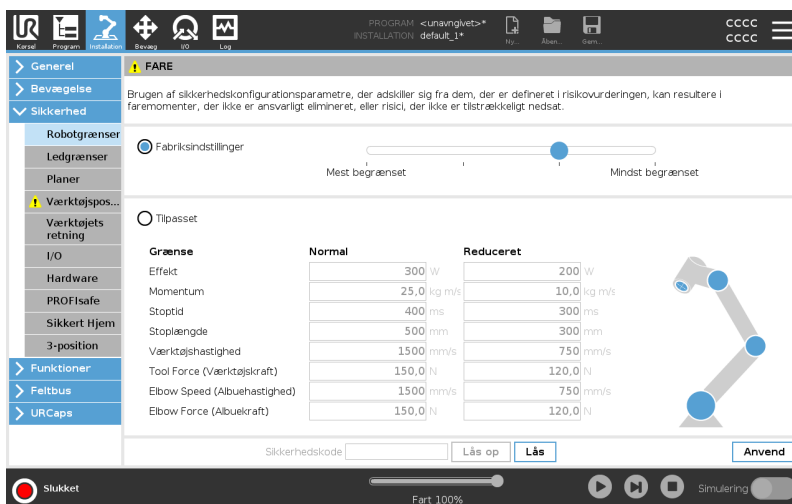 UR
PROGRAM <unavngivet>*
INSTALLATION default_1*
CCCC
CCCC
Kørsel Program Installation Bevæg I/O Log Ny... Åben... Gem...
Generel
Bevægelse
Sikkerhed
Robotgrænser
Ledgrænser
Planer
Værktøjspos...
Værktøjets
retning
I/O
Hardware
PROFIsafe
Sikkert Hjem
3-position
Funktioner
Feltbus
URCaps
FARE
Brugen af sikkerhedskonfigurationsparametre, der adskiller sig fra dem, der er defineret i risikovurderingen, kan resultere i
faremomenter, der ikke er ansvarligt elimineret, eller risici, der ikke er tilstrækkeligt nedsat.
Fabriksindstillinger
Mest begrænset Mindst begrænset
Tilpasset
Grænse Normal Reduceret
Effekt 300 W 200 W
Momentum 25,0 kg m/s 10,0 kg m/s
Stoptid 400 ms 300 ms
Stoplængde 500 mm 300 mm
Værktøjshastighed 1500 mm/s 750 mm/s
Tool Force (Værktøjskraft) 150,0 N 120,0 N
Elbow Speed (Albuehastighed) 1500 mm/s 750 mm/s
Elbow Force (Albuekraft) 150,0 N 120,0 N
Sikkerhedskode Lås op Lås Anvend
Slukket
Fart 100%
Simulering